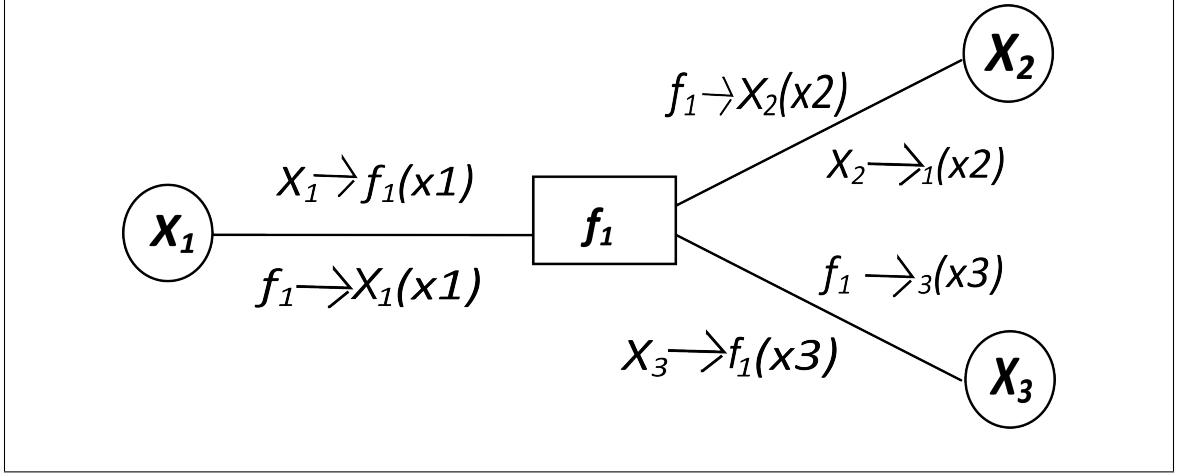 X₂
f₁→X₂(x2)
X₂→₁(x2)
X₁→f₁(x1)
X₁
f₁
f₁→X₁(x1)
f₁→₃(x3)
X₃→f₁(x3)
X₃